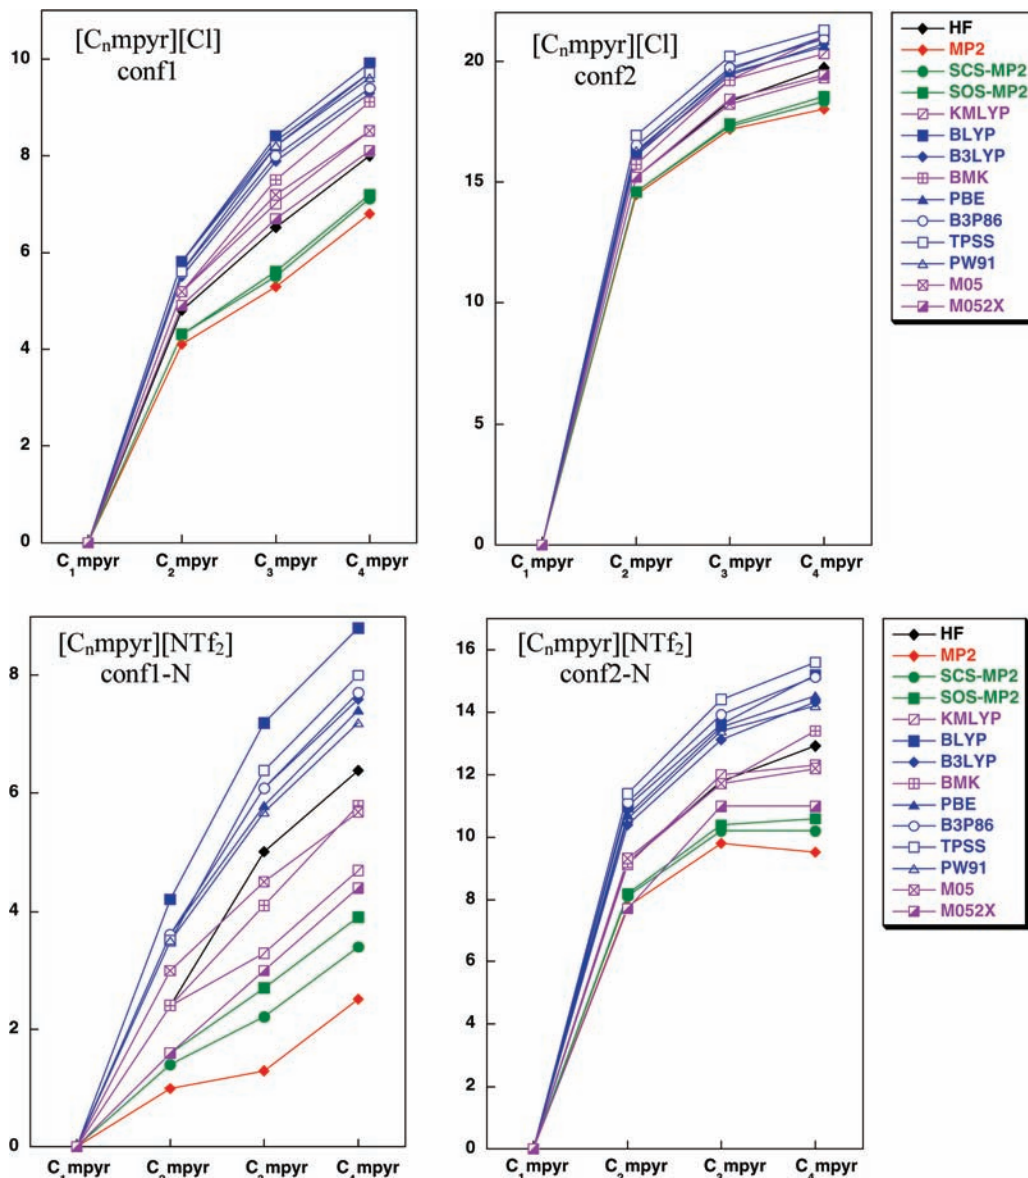 [Cₙmpyr][Cl]
conf1
10
8
6
4
2
0
C₁mpyr C₂mpyr C₃mpyr C₄mpyr
[Cₙmpyr][Cl]
conf2
20
15
10
5
0
C₁mpyr C₂mpyr C₃mpyr C₄mpyr
HF
MP2
SCS-MP2
SOS-MP2
KMLYP
BLYP
B3LYP
BMK
PBE
B3P86
TPSS
PW91
M05
M052X
[Cₙmpyr][NTf₂]
conf1-N
8
6
4
2
0
C₁mpyr C₂mpyr C₃mpyr C₄mpyr
[Cₙmpyr][NTf₂]
conf2-N
16
14
12
10
8
6
4
2
0
C₁mpyr C₂mpyr C₃mpyr C₄mpyr
HF
MP2
SCS-MP2
SOS-MP2
KMLYP
BLYP
B3LYP
BMK
PBE
B3P86
TPSS
PW91
M05
M052X